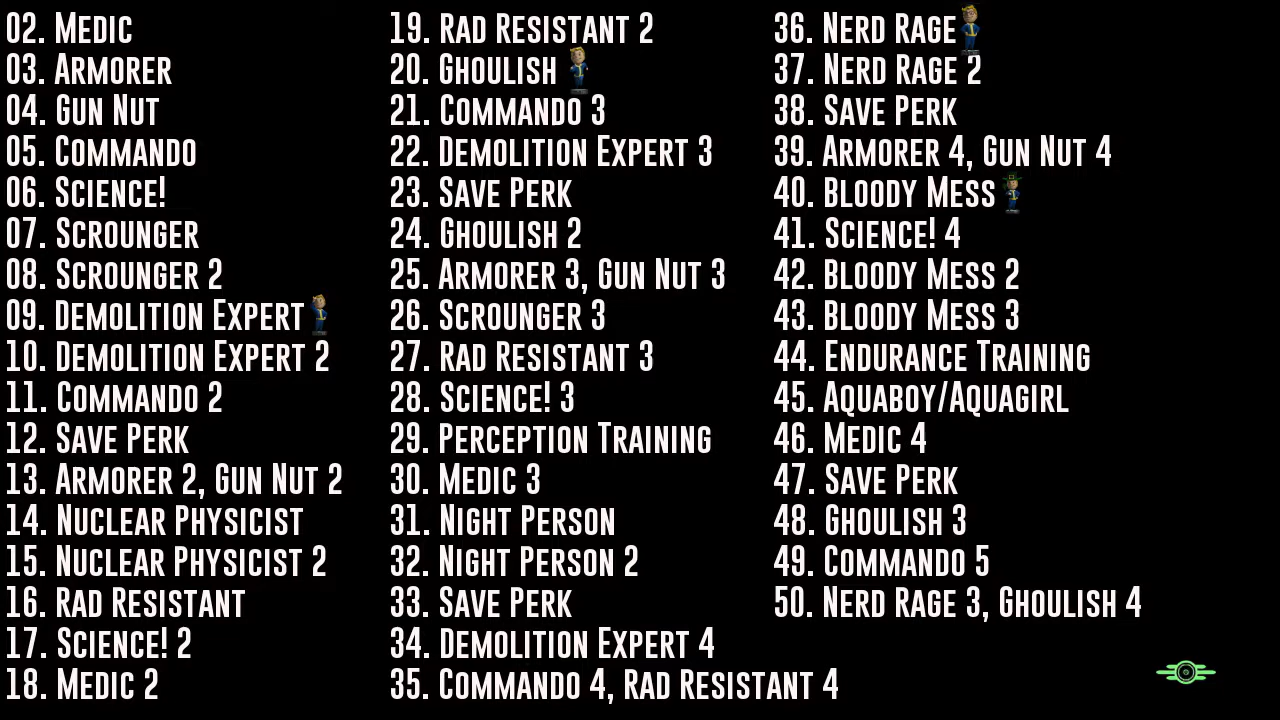 02. Medic
03. Armorer
04. Gun Nut
05. Commando
06. Science!
07. Scrounger
08. Scrounger 2
09. Demolition Expert
10. Demolition Expert 2
11. Commando 2
12. Save Perk
13. Armorer 2, Gun Nut 2
14. Nuclear Physicist
15. Nuclear Physicist 2
16. Rad Resistant
17. Science! 2
18. Medic 2
19. Rad Resistant 2
20. Ghoulish
21. Commando 3
22. Demolition Expert 3
23. Save Perk
24. Ghoulish 2
25. Armorer 3, Gun Nut 3
26. Scrounger 3
27. Rad Resistant 3
28. Science! 3
29. Perception Training
30. Medic 3
31. Night Person
32. Night Person 2
33. Save Perk
34. Demolition Expert 4
35. Commando 4, Rad Resistant 4
36. Nerd Rage
37. Nerd Rage 2
38. Save Perk
39. Armorer 4, Gun Nut 4
40. Bloody Mess
41. Science! 4
42. Bloody Mess 2
43. Bloody Mess 3
44. Endurance Training
45. Aquaboy/Aquagirl
46. Medic 4
47. Save Perk
48. Ghoulish 3
49. Commando 5
50. Nerd Rage 3, Ghoulish 4